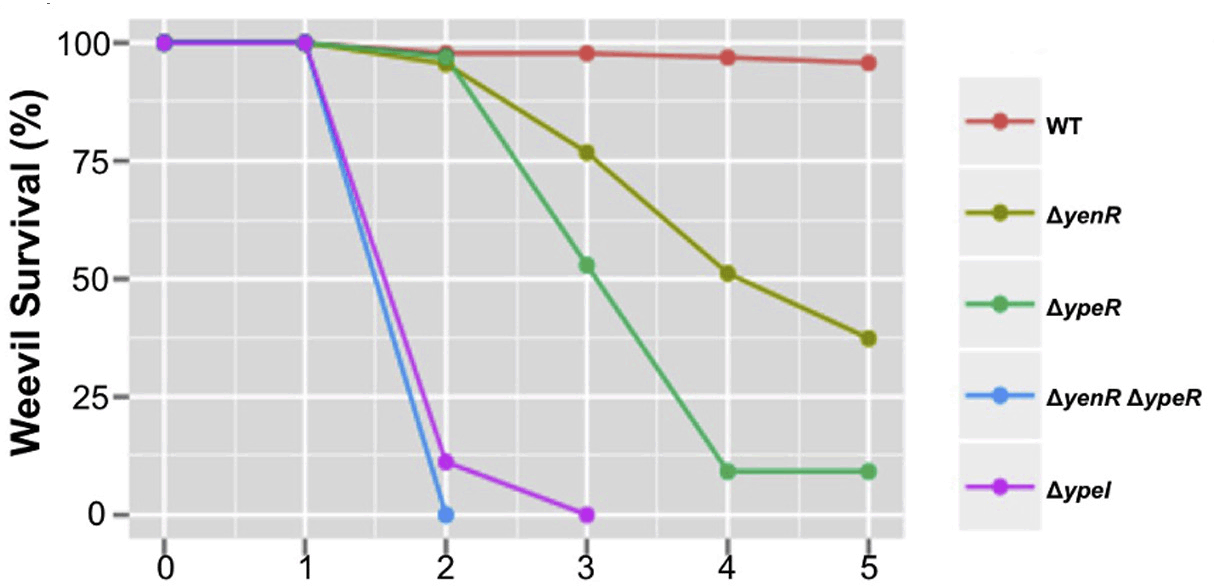 Weevil Survival (%)
100
75
50
25
0
0 1 2 3 4 5
WT
ΔyenR
ΔypeR
ΔyenR ΔypeR
ΔypeI